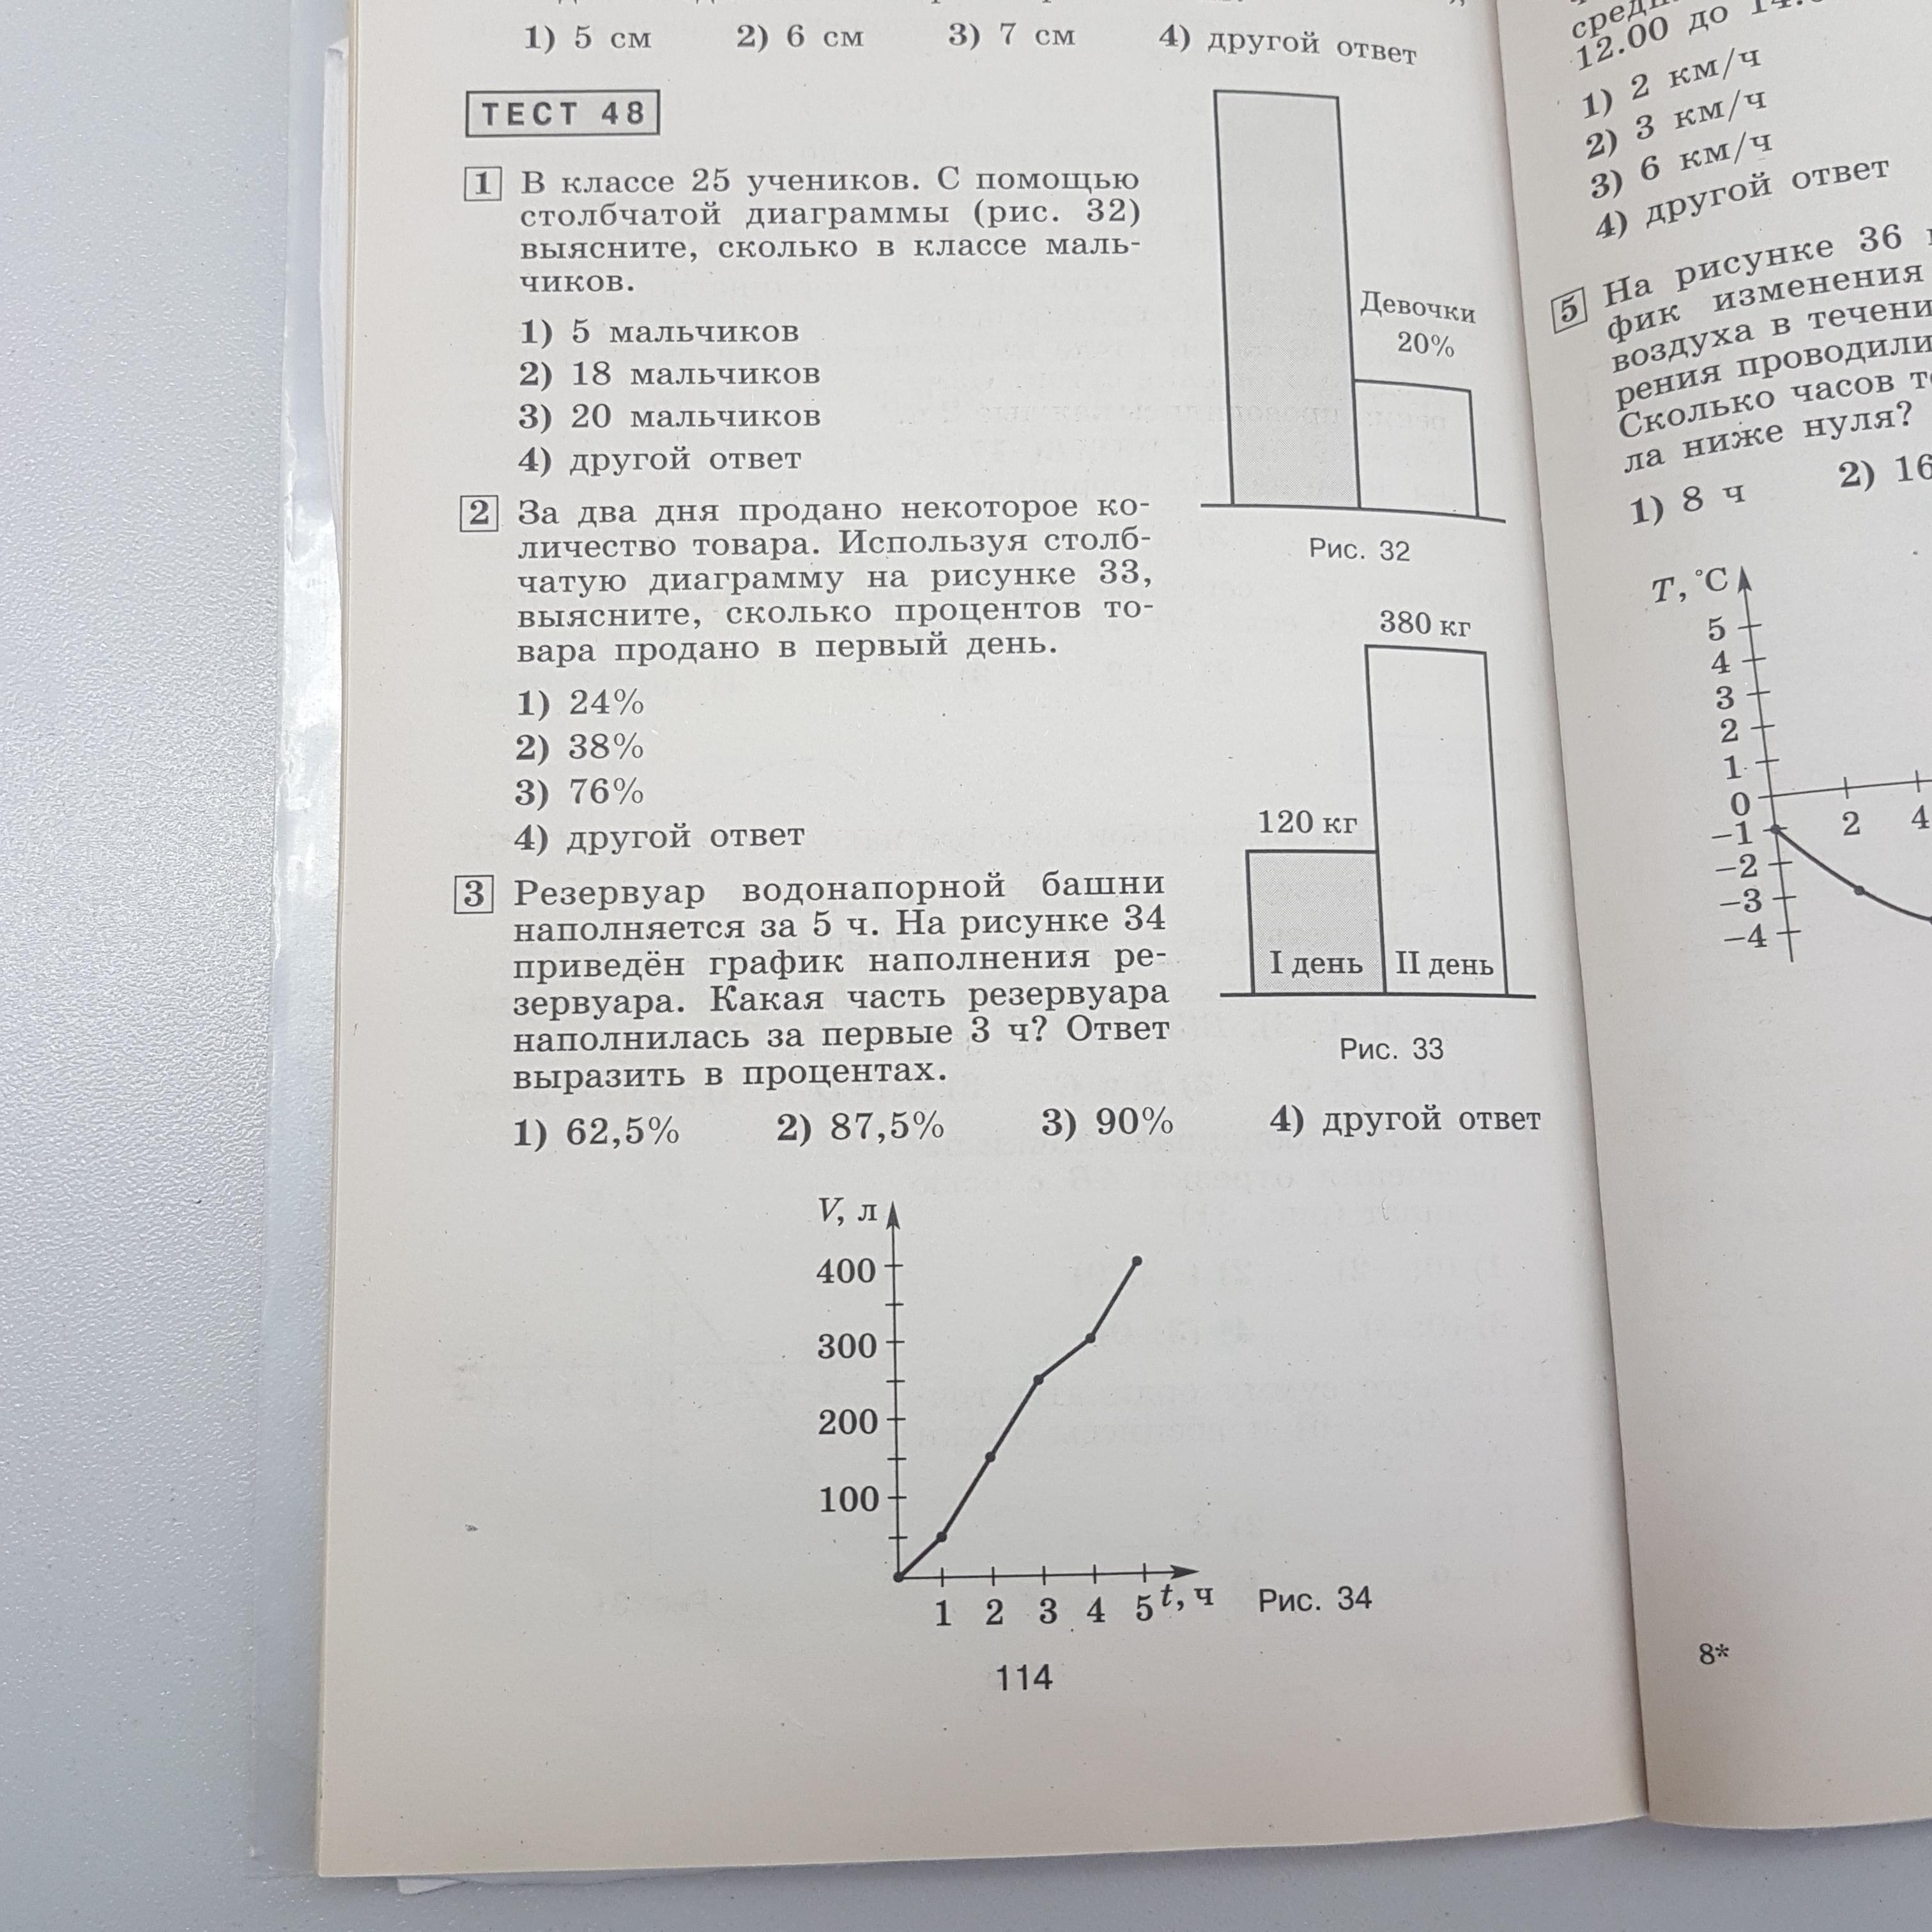 1) 5 см 2) 6 см 3) 7 см 4) другой ответ
ТЕСТ 48
1 В классе 25 учеников. С помощью
столбчатой диаграммы (рис. 32)
выясните, сколько в классе маль-
чиков.
1) 5 мальчиков
2) 18 мальчиков
3) 20 мальчиков
4) другой ответ
Девочки
20%
Рис. 32
2 За два дня продано некоторое ко-
личество товара. Используя столб-
чатую диаграмму на рисунке 33,
выясните, сколько процентов то-
вара продано в первый день.
1) 24%
2) 38%
3) 76%
4) другой ответ
380 кг
120 кг
I день II день
Рис. 33
3 Резервуар водонапорной башни
наполняется за 5 ч. На рисунке 34
приведён график наполнения ре-
зервуара. Какая часть резервуара
наполнилась за первые 3 ч? Ответ
выразить в процентах.
1) 62,5% 2) 87,5% 3) 90% 4) другой ответ
V, л
400
300
200
100
1 2 3 4 5 t, ч
Рис. 34
114
12.00 до
1) 2 км/ч
2) 3 км/ч
3) 6 км/ч
4) другой ответ
5 На рисунке 36
фик изменения
воздуха в течени
рения проводили
Сколько часов
ла ниже нуля?
1) 8 ч 2) 16
T, °C
5
4
3
2
1
0
−1
−2
−3
−4
2 4
8*